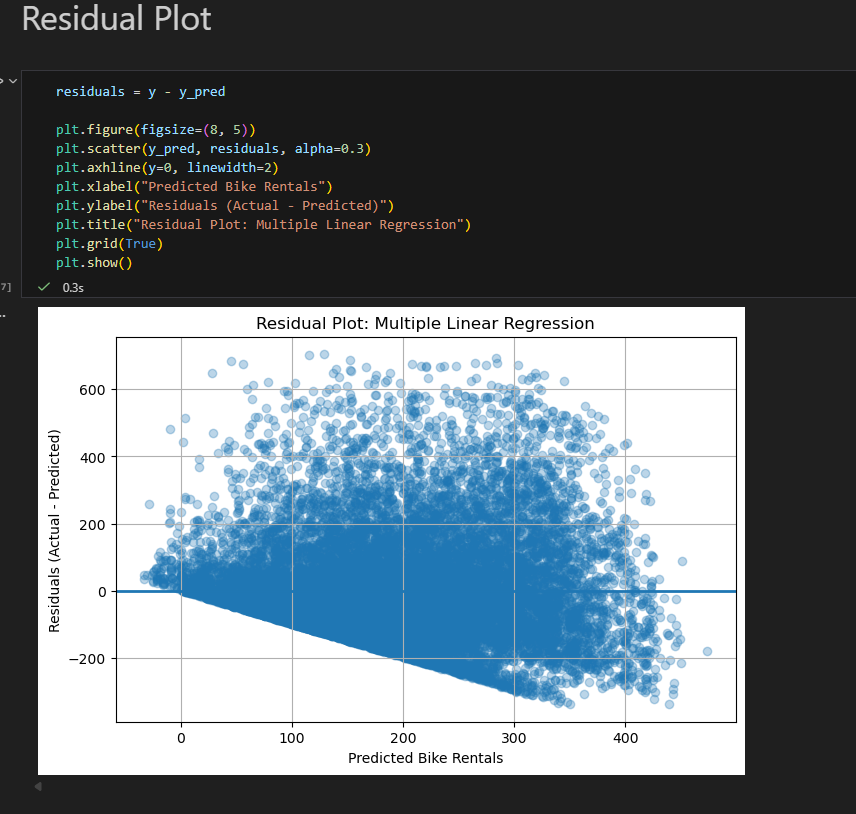 Residual Plot
residuals = y - y_pred
plt.figure(figsize=(8, 5))
plt.scatter(y_pred, residuals, alpha=0.3)
plt.axhline(y=0, linewidth=2)
plt.xlabel("Predicted Bike Rentals")
plt.ylabel("Residuals (Actual - Predicted)")
plt.title("Residual Plot: Multiple Linear Regression")
plt.grid(True)
plt.show()
7]
0.3s
Residual Plot: Multiple Linear Regression
Residuals (Actual - Predicted)
600
400
200
0
−200
0 100 200 300 400
Predicted Bike Rentals